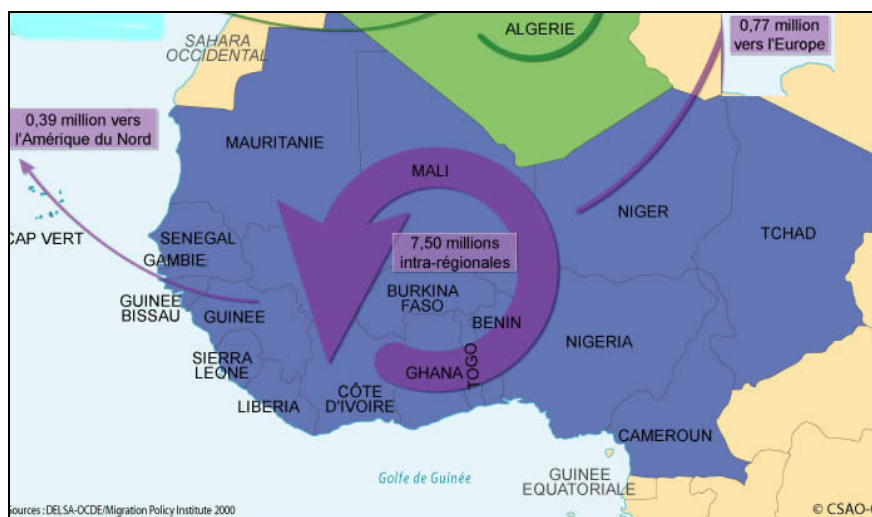 ALGERIE
0,77 million
vers l'Europe
SAHARA
OCCIDENTAL
0,39 million vers
l'Amérique du Nord
MAURITANIE
MALI
NIGER
TCHAD
CAP VERT
SENEGAL
GAMBIE
7,50 millions
intra-régionales
GUINEE
BISSAU
GUINEE
BURKINA
FASO
BENIN
NIGERIA
TOGO
SIERRA
LEONE
GHANA
CÔTE
D'IVOIRE
LIBERIA
CAMEROUN
Golfe de Guinée
GUINEE
EQUATORIALE
Sources : DELSA-OCDE/Migration Policy Institute 2000
© CSAO-